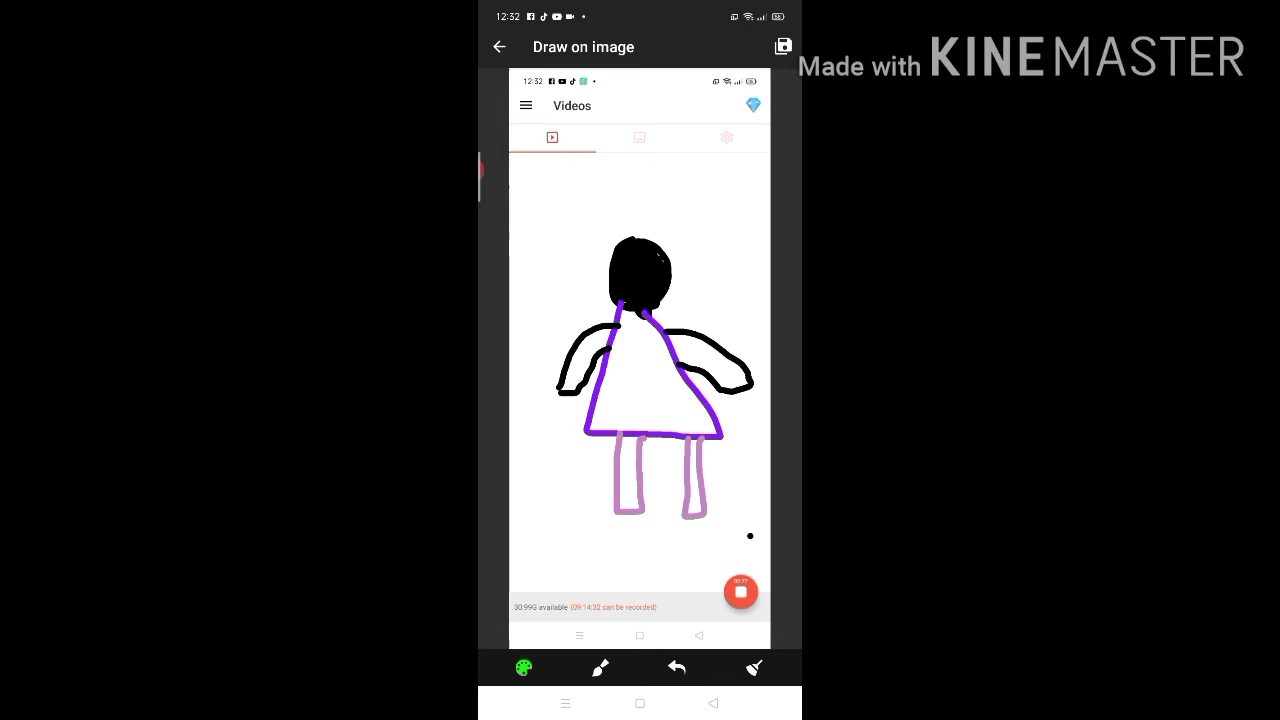 12:32
Draw on image
Made with KINEMASTER
12:32
Videos
30.99G available (09:14:32 can be recorded)